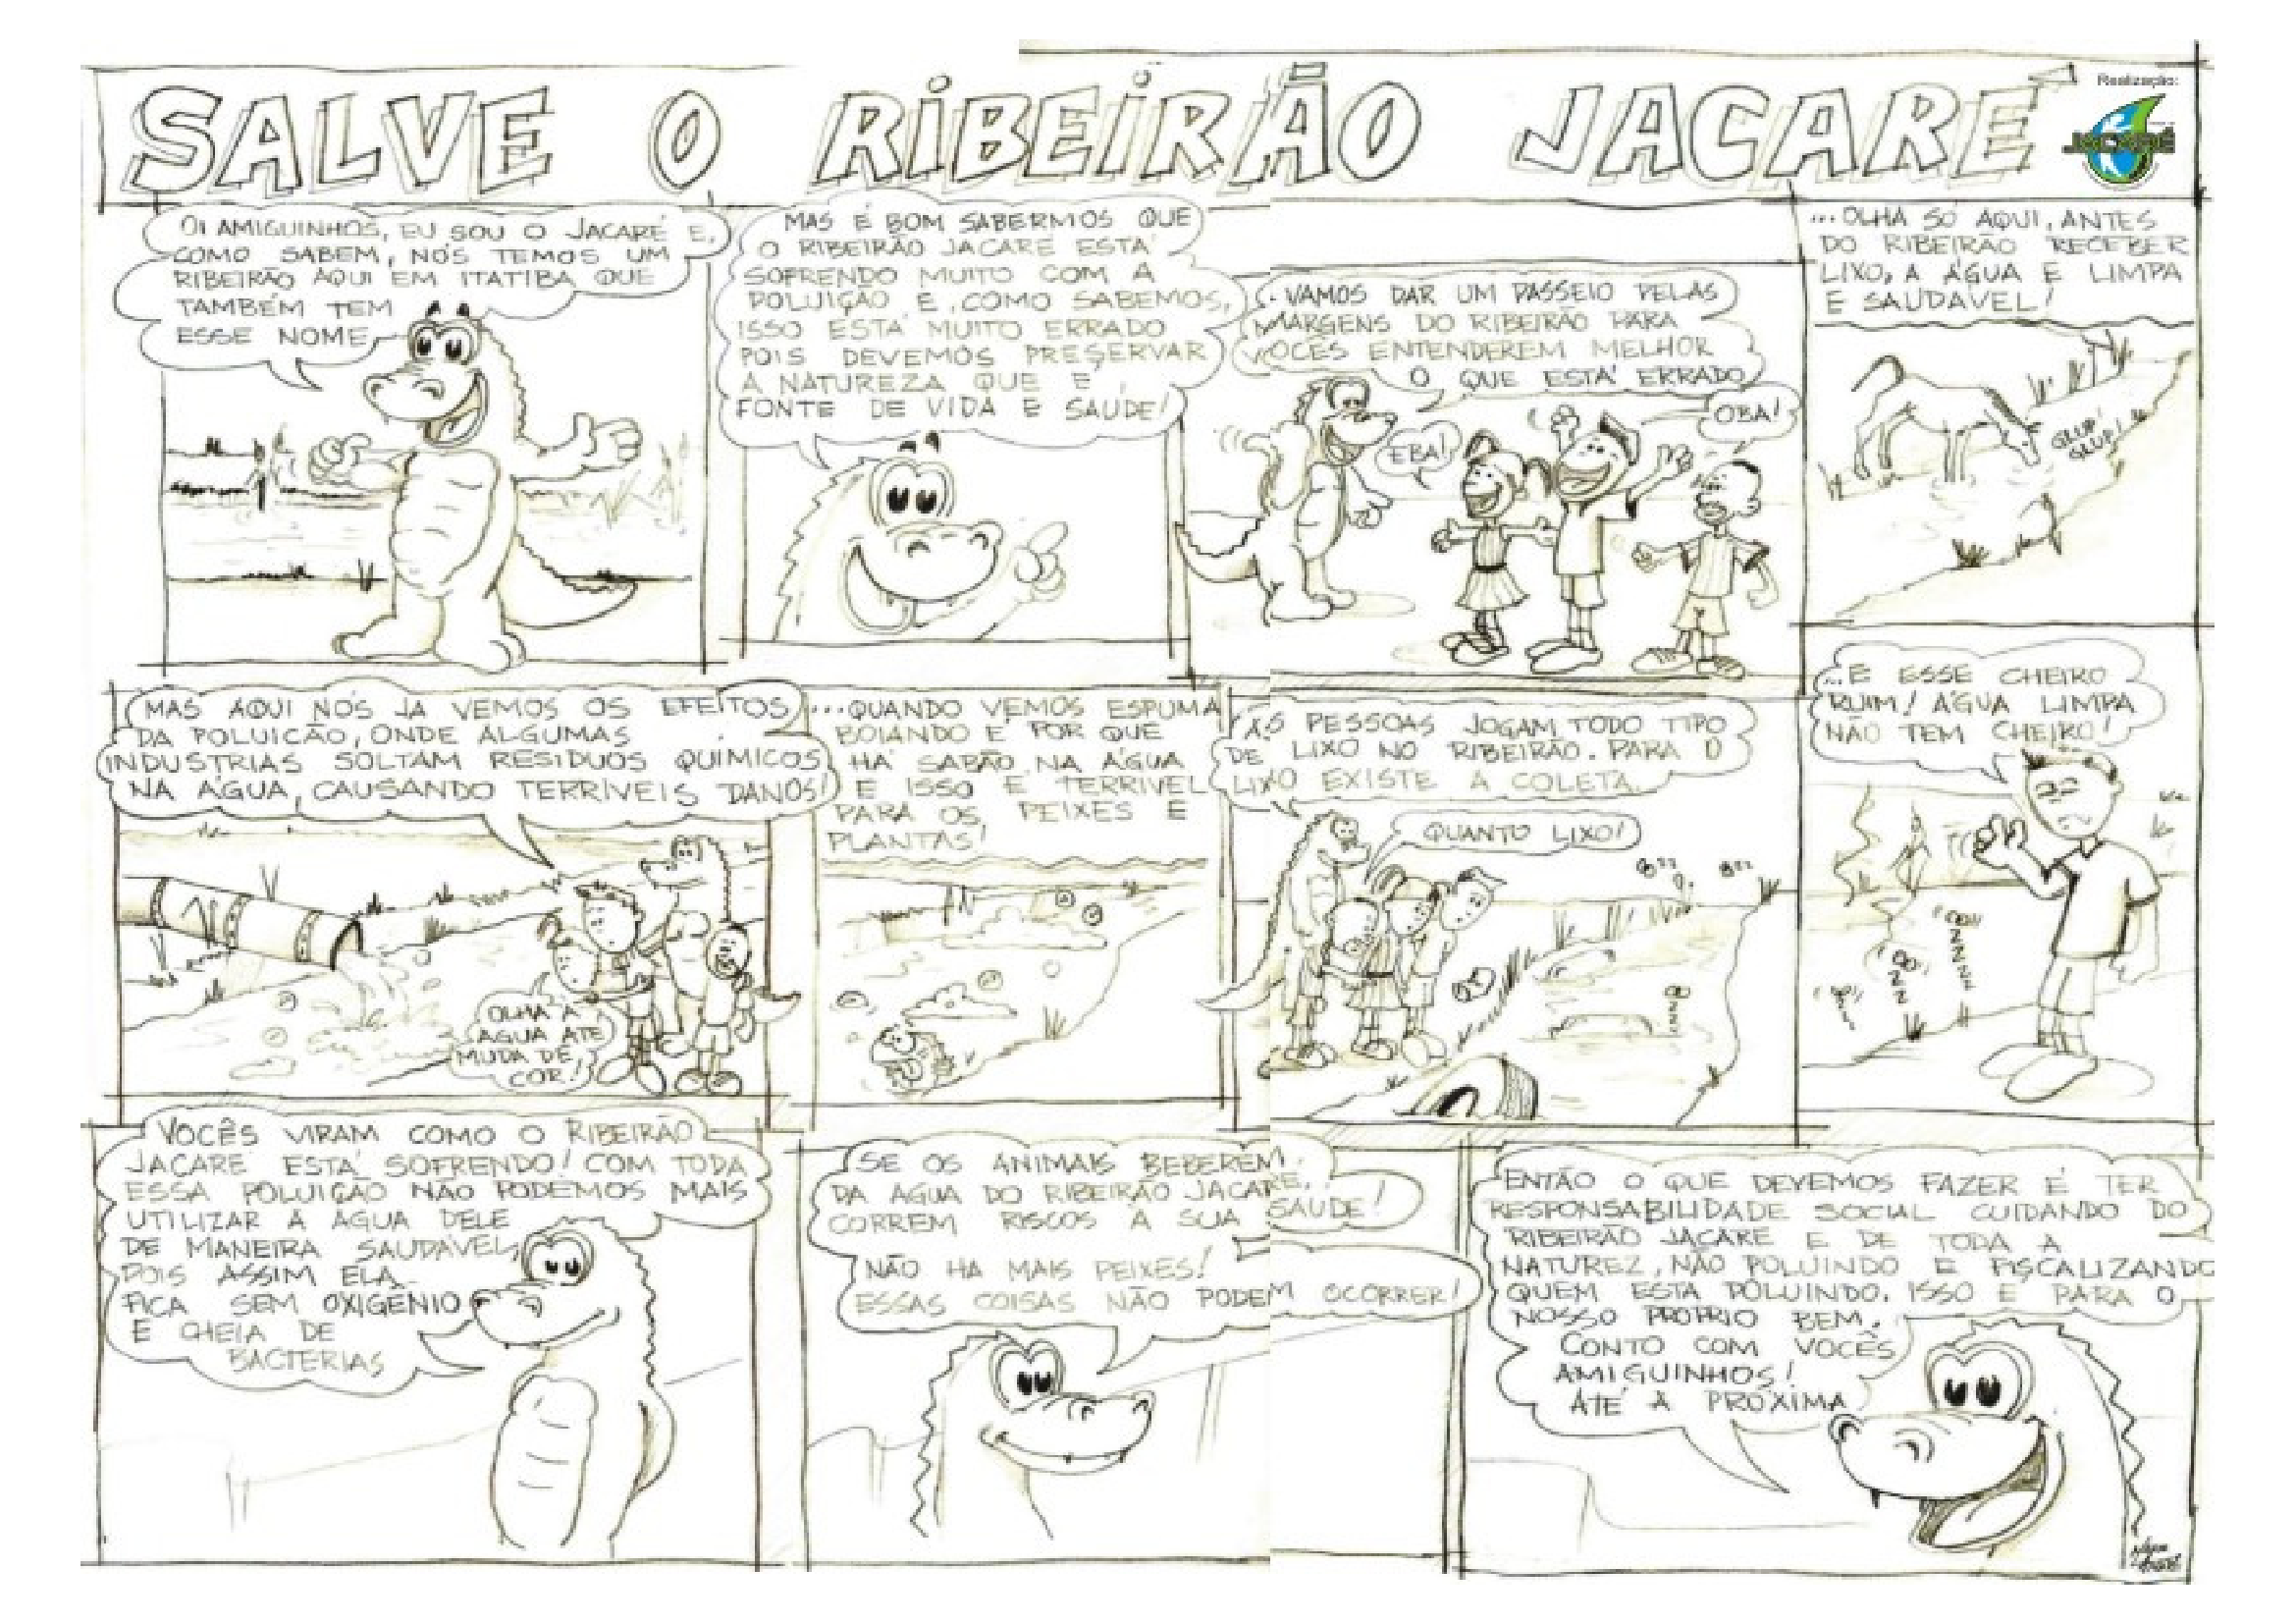 SALVE O RIBEIRÃO JACARÉ
Realização:
JACARÉ
OI AMIGUINHOS, EU SOU O JACARÉ E,
COMO SABEM, NÓS TEMOS UM
RIBEIRÃO AQUI EM ITATIBA QUE
TAMBÉM TEM
ESSE NOME
MAS É BOM SABERMOS QUE
O RIBEIRÃO JACARÉ ESTÁ
SOFRENDO MUITO COM A
POLUIÇÃO E, COMO SABEMOS,
ISSO ESTÁ MUITO ERRADO
POIS DEVEMOS PRESERVAR
A NATUREZA QUE É
FONTE DE VIDA E SAÚDE!
...VAMOS DAR UM PASSEIO PELAS
MARGENS DO RIBEIRÃO PARA
VOCÊS ENTENDEREM MELHOR
O QUE ESTÁ ERRADO
EBA!
OBA!
...OLHA SÓ AQUI, ANTES
DO RIBEIRÃO RECEBER
LIXO, A ÁGUA É LIMPA
E SAUDÁVEL!
GLUP!
GLUP!
MAS AQUI NÓS JÁ VEMOS OS EFEITOS
DA POLUICÃO, ONDE ALGUMAS
INDUSTRIAS SOLTAM RESÍDUOS QUÍMICOS
NA ÁGUA, CAUSANDO TERRÍVEIS DANOS!
OLHA A
ÁGUA ATÉ
MUDA DE
COR!
...QUANDO VEMOS ESPUMA
BOIANDO É POR QUE
HÁ SABÃO NA ÁGUA
E ISSO É TERRÍVEL
PARA OS PEIXES E
PLANTAS!
AS PESSOAS JOGAM TODO TIPO
DE LIXO NO RIBEIRÃO. PARA O
LIXO EXISTE A COLETA
QUANTO LIXO!
...E ESSE CHEIRO
RUIM! ÁGUA LIMPA
NÃO TEM CHEIRO!
VOCÊS VIRAM COMO O RIBEIRÃO
JACARÉ ESTÁ SOFRENDO! COM TODA
ESSA POLUIÇÃO NÃO PODEMOS MAIS
UTILIZAR A ÁGUA DELE
DE MANEIRA SAUDÁVEL,
POIS ASSIM ELA
FICA SEM OXIGÊNIO
E CHEIA DE
BACTERIAS
SE OS ANIMAIS BEBEREM
DA ÁGUA DO RIBEIRÃO JACARÉ,
CORREM RISCOS À SUA SAÚDE!
NÃO HÁ MAIS PEIXES!
ESSAS COISAS NÃO PODEM OCORRER!
ENTÃO O QUE DEVEMOS FAZER É TER
RESPONSABILIDADE SOCIAL CUIDANDO DO
RIBEIRÃO JACARÉ E DE TODA A
NATUREZ, NÃO POLUINDO E FISCALIZANDO
QUEM ESTÁ POLUINDO. ISSO É PARA O
NOSSO PRÓPRIO BEM.
CONTO COM VOCÊS
AMIGUINHOS!
ATÉ A PRÓXIMA